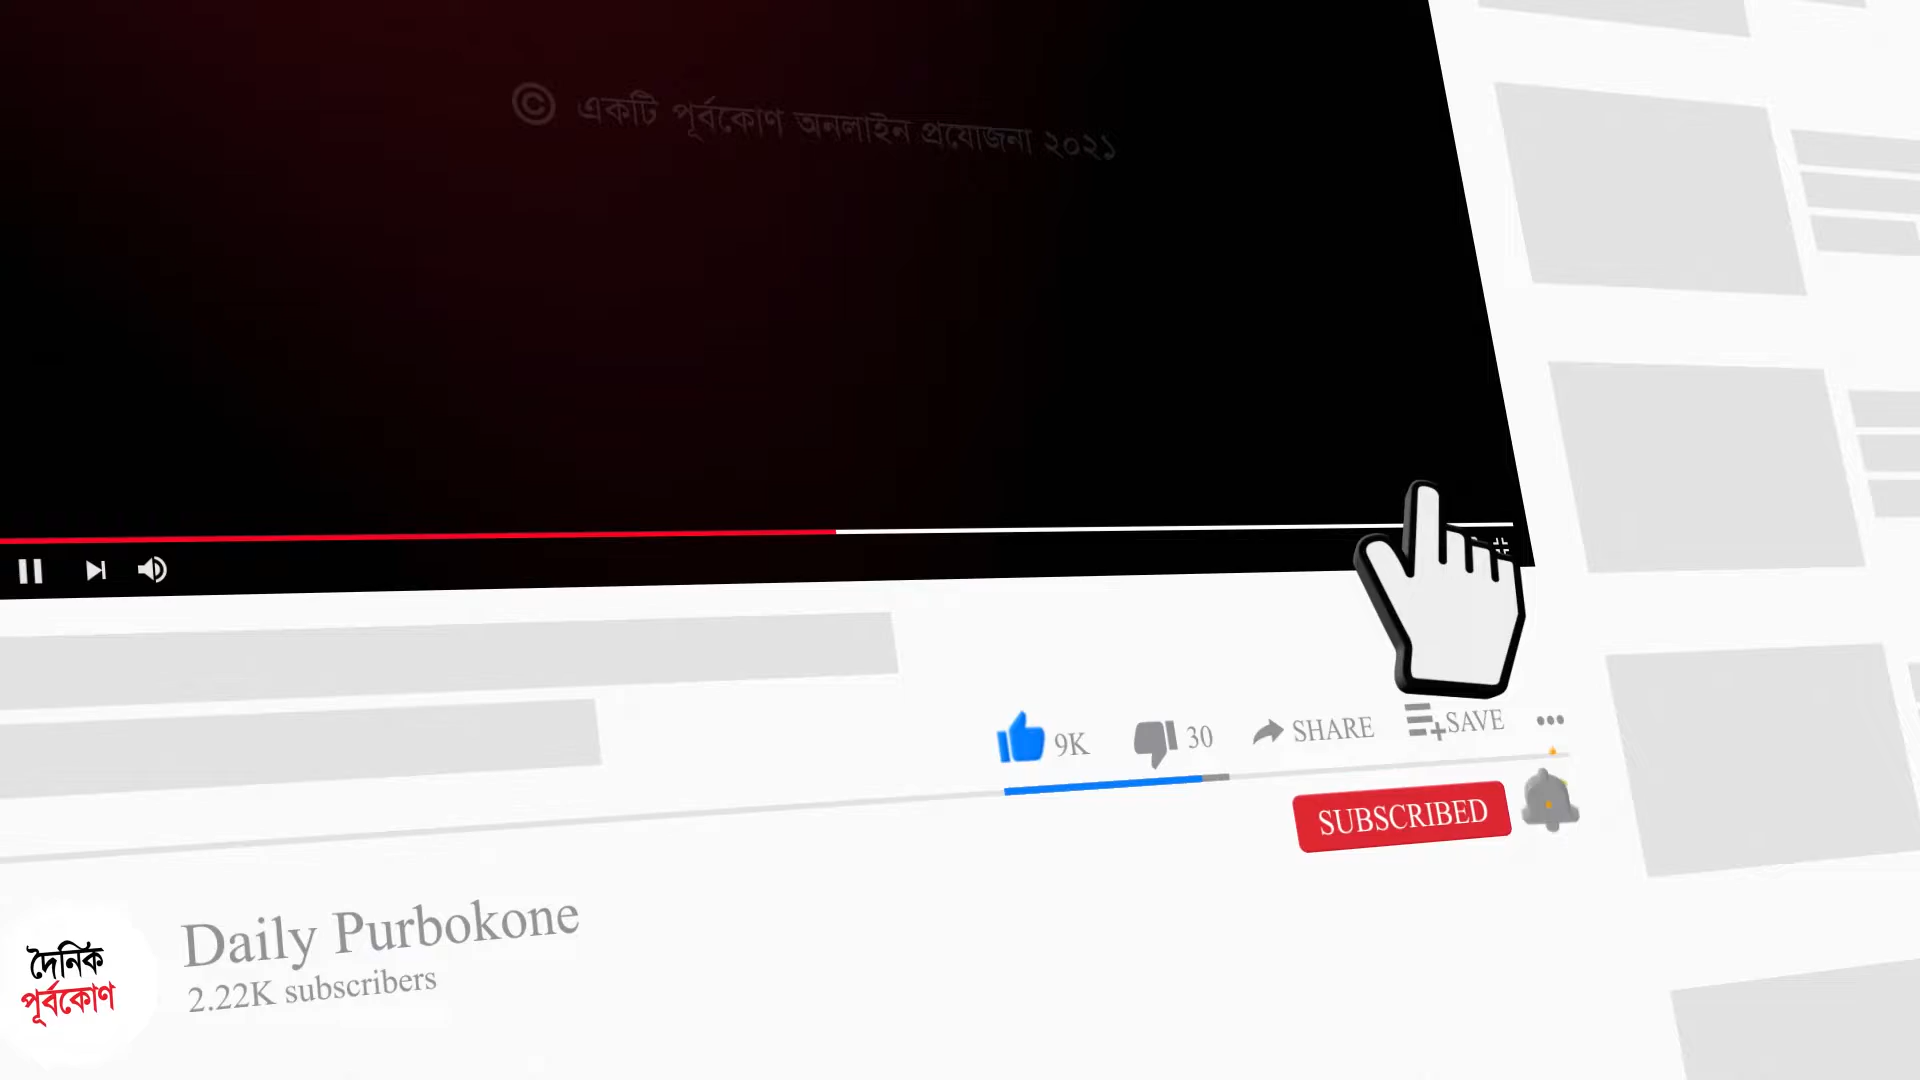 © একটি পূর্বকোণ অনলাইন প্রযোজনা ২০২১
9K
30
SHARE
SAVE
SUBSCRIBED
Daily Purbokone
2.22K subscribers
দৈনিক
পূর্বকোণ